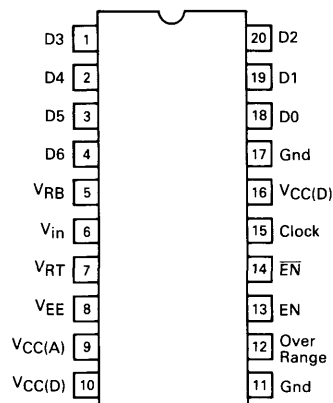 D3 1 20 D2
D4 2 19 D1
D5 3 18 D0
D6 4 17 Gnd
VRB 5 16 VCC(D)
Vin 6 15 Clock
VRT 7 14 E̅N̅
VEE 8 13 EN
VCC(A) 9 12 Over
Range
VCC(D) 10 11 Gnd